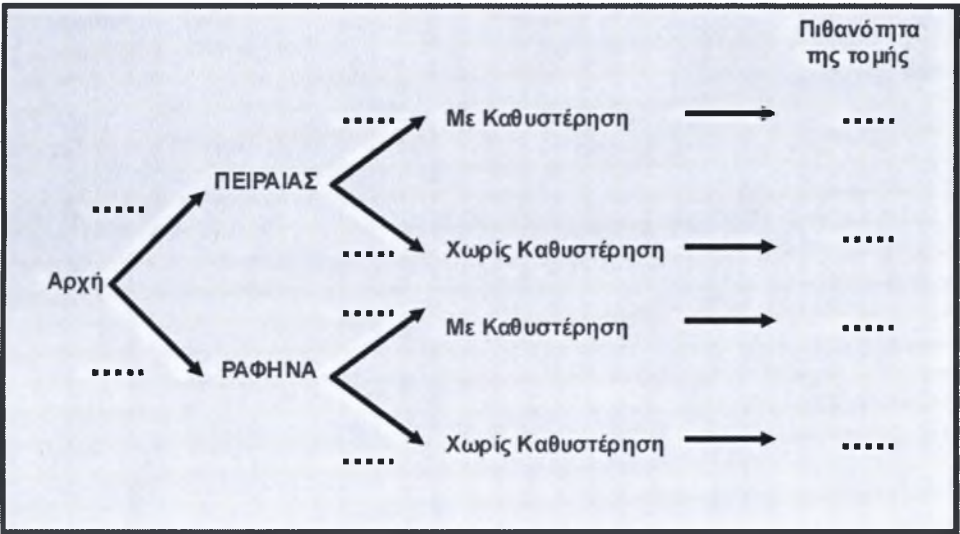 Πιθανότητα
της τομής
..... Με Καθυστέρηση .....
ΠΕΙΡΑΙΑΣ
.....
..... Χωρίς Καθυστέρηση .....
Αρχή
..... Με Καθυστέρηση .....
..... ΡΑΦΗΝΑ
..... Χωρίς Καθυστέρηση .....